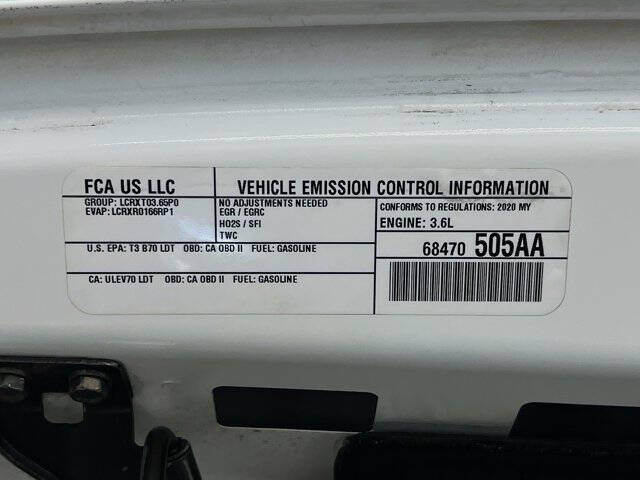 FCA US LLC
VEHICLE EMISSION CONTROL INFORMATION
GROUP: LCRXT03.65P0
EVAP: LCRXR0166RP1
NO ADJUSTMENTS NEEDED
EGR / EGRC
HO2S / SFI
TWC
CONFORMS TO REGULATIONS: 2020 MY
ENGINE: 3.6L
U.S. EPA: T3 B70 LDT OBD: CA OBD II FUEL: GASOLINE
68470 505AA
CA: ULEV70 LDT OBD: CA OBD II FUEL: GASOLINE